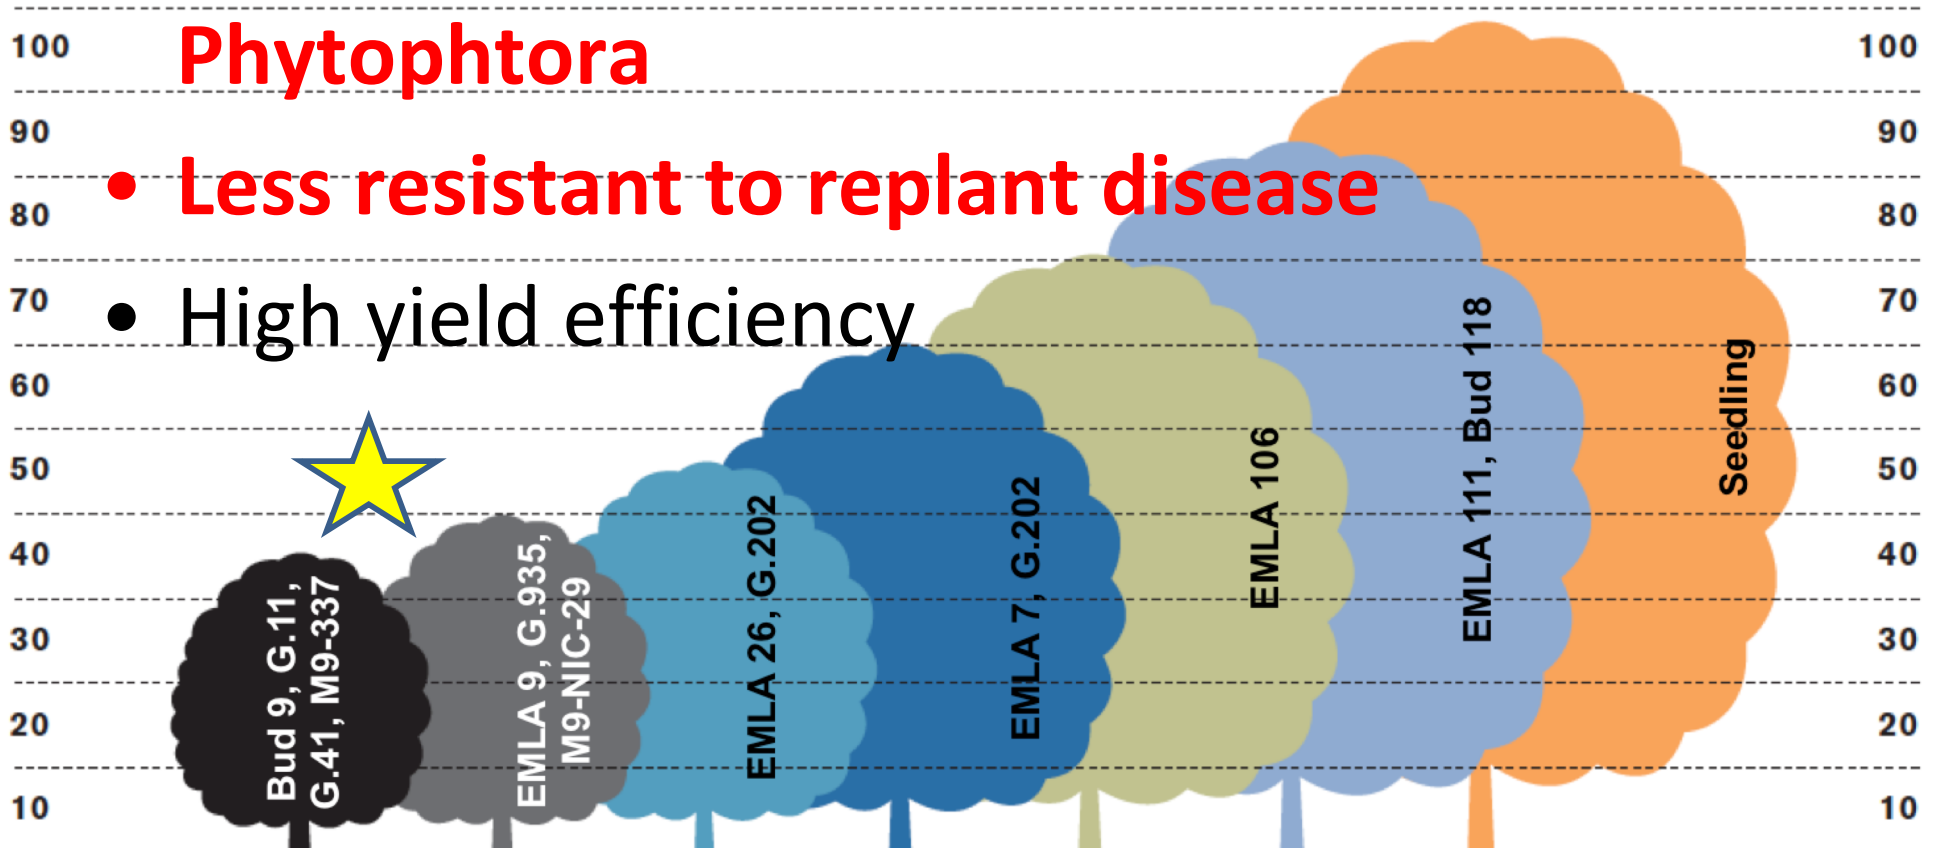 Phytophtora
• Less resistant to replant disease
• High yield efficiency
100
90
80
70
60
50
40
30
20
10
Bud 9, G.11,
G.41, M9-337
EMLA 9, G.935,
M9-NIC-29
EMLA 26, G.202
EMLA 7, G.202
EMLA 106
EMLA 111, Bud 118
Seedling
100
90
80
70
60
50
40
30
20
10